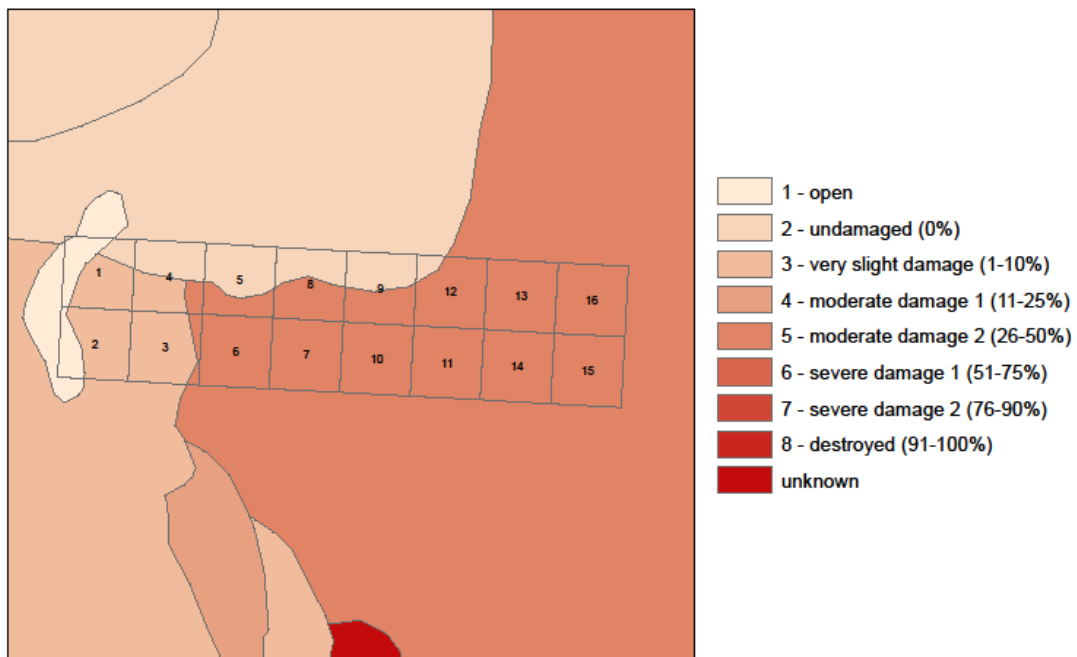 1 - open
2 - undamaged (0%)
3 - very slight damage (1-10%)
4 - moderate damage 1 (11-25%)
5 - moderate damage 2 (26-50%)
6 - severe damage 1 (51-75%)
7 - severe damage 2 (76-90%)
8 - destroyed (91-100%)
unknown
1 4 5 8 9 12 13 16
2 3 6 7 10 11 14 15